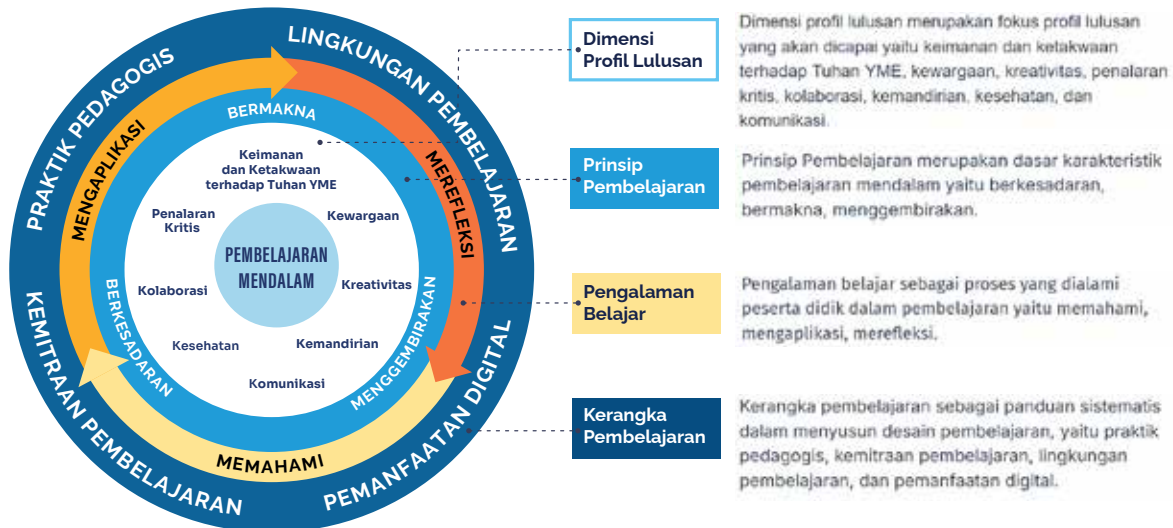 PRAKTIK PEDAGOGIS
LINGKUNGAN PEMBELAJARAN
KEMITRAAN PEMBELAJARAN
PEMANFAATAN DIGITAL
MENGAPLIKASI
MEREFLEKSI
MEMAHAMI
BERMAKNA
BERKESADARAN
MENGGEMBIRAKAN
Keimanan
dan Ketakwaan
terhadap Tuhan YME
Penalaran
Kritis
Kewargaan
PEMBELAJARAN
MENDALAM
Kolaborasi
Kreativitas
Kesehatan
Kemandirian
Komunikasi
Dimensi
Profil Lulusan
Dimensi profil lulusan merupakan fokus profil lulusan
yang akan dicapai yaitu keimanan dan ketakwaan
terhadap Tuhan YME, kewargaan, kreativitas, penalaran
kritis, kolaborasi, kemandirian, kesehatan, dan
komunikasi.
Prinsip
Pembelajaran
Prinsip Pembelajaran merupakan dasar karakteristik
pembelajaran mendalam yaitu berkesadaran,
bermakna, menggembirakan.
Pengalaman
Belajar
Pengalaman belajar sebagai proses yang dialami
peserta didik dalam pembelajaran yaitu memahami,
mengaplikasi, merefleksi.
Kerangka
Pembelajaran
Kerangka pembelajaran sebagai panduan sistematis
dalam menyusun desain pembelajaran, yaitu praktik
pedagogis, kemitraan pembelajaran, lingkungan
pembelajaran, dan pemanfaatan digital.